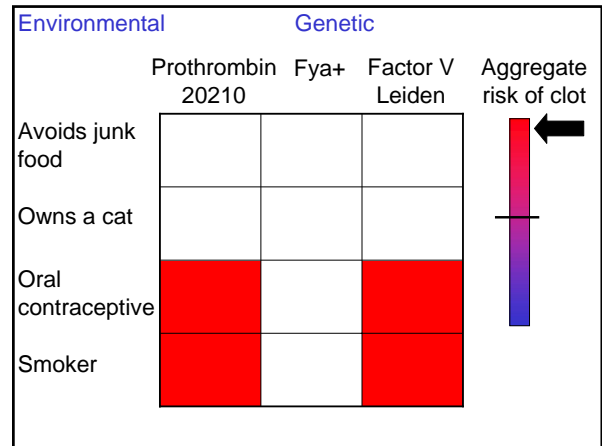 Environmental Genetic
Prothrombin Fya+ Factor V Aggregate
20210 Leiden risk of clot
Avoids junk
food
Owns a cat
Oral
contraceptive
Smoker